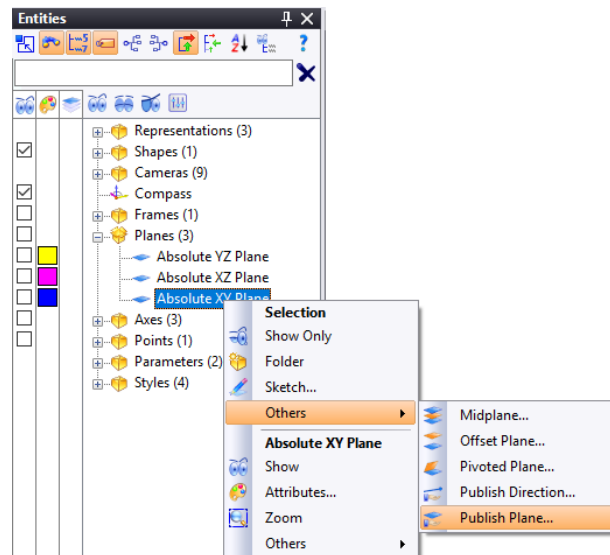 Entities
Representations (3)
Shapes (1)
Cameras (9)
Compass
Frames (1)
Planes (3)
Absolute YZ Plane
Absolute XZ Plane
Absolute XY Plane
Axes (3)
Points (1)
Parameters (2)
Styles (4)
Selection
Show Only
Folder
Sketch...
Others
Absolute XY Plane
Show
Attributes...
Zoom
Others
Midplane...
Offset Plane...
Pivoted Plane...
Publish Direction...
Publish Plane...